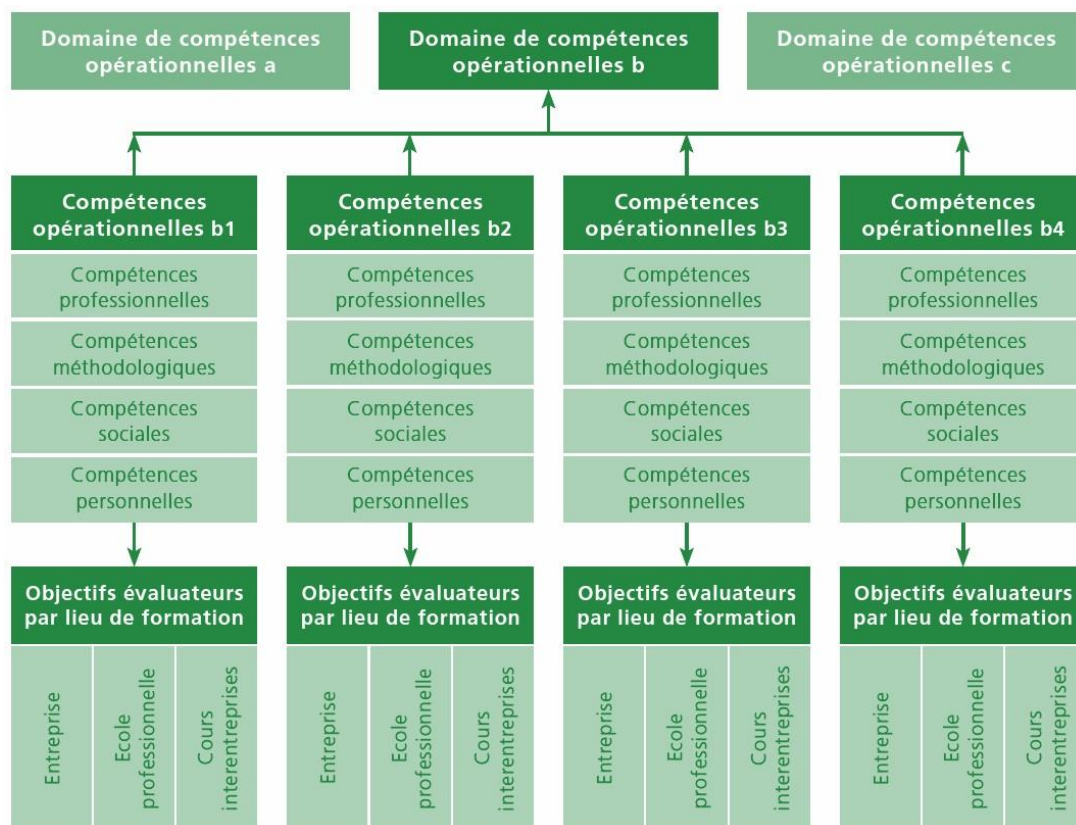 Domaine de compétences
opérationnelles a
Domaine de compétences
opérationnelles b
Domaine de compétences
opérationnelles c
Compétences
opérationnelles b1
Compétences
opérationnelles b2
Compétences
opérationnelles b3
Compétences
opérationnelles b4
Compétences
professionnelles
Compétences
professionnelles
Compétences
professionnelles
Compétences
professionnelles
Compétences
méthodologiques
Compétences
méthodologiques
Compétences
méthodologiques
Compétences
méthodologiques
Compétences
sociales
Compétences
sociales
Compétences
sociales
Compétences
sociales
Compétences
personnelles
Compétences
personnelles
Compétences
personnelles
Compétences
personnelles
Objectifs évaluateurs
par lieu de formation
Objectifs évaluateurs
par lieu de formation
Objectifs évaluateurs
par lieu de formation
Objectifs évaluateurs
par lieu de formation
Entreprise
Ecole
professionnelle
Cours
interentreprises
Entreprise
Ecole
professionnelle
Cours
interentreprises
Entreprise
Ecole
professionnelle
Cours
interentreprises
Entreprise
Ecole
professionnelle
Cours
interentreprises